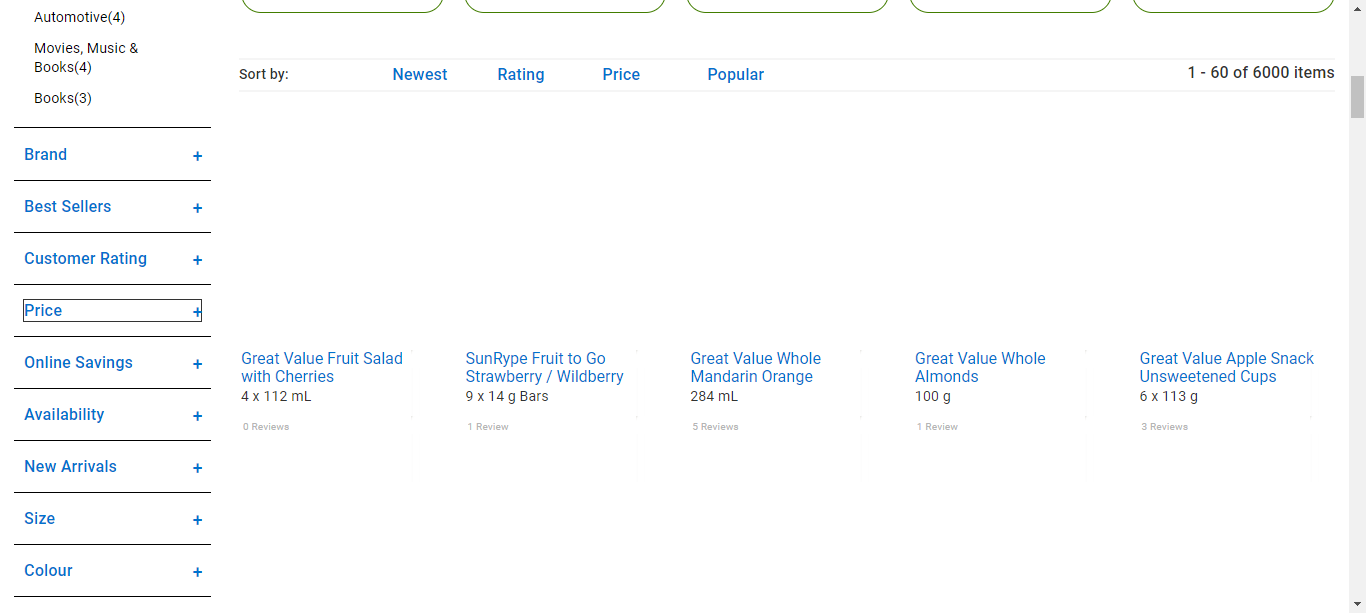 Automotive(4)
Movies, Music &
Books(4)
Books(3)
Brand +
Best Sellers +
Customer Rating +
Price +
Online Savings +
Availability +
New Arrivals +
Size +
Colour +
Sort by: Newest Rating Price Popular 1 - 60 of 6000 items
Great Value Fruit Salad
with Cherries
4 x 112 mL
0 Reviews
SunRype Fruit to Go
Strawberry / Wildberry
9 x 14 g Bars
1 Review
Great Value Whole
Mandarin Orange
284 mL
5 Reviews
Great Value Whole
Almonds
100 g
1 Review
Great Value Apple Snack
Unsweetened Cups
6 x 113 g
3 Reviews